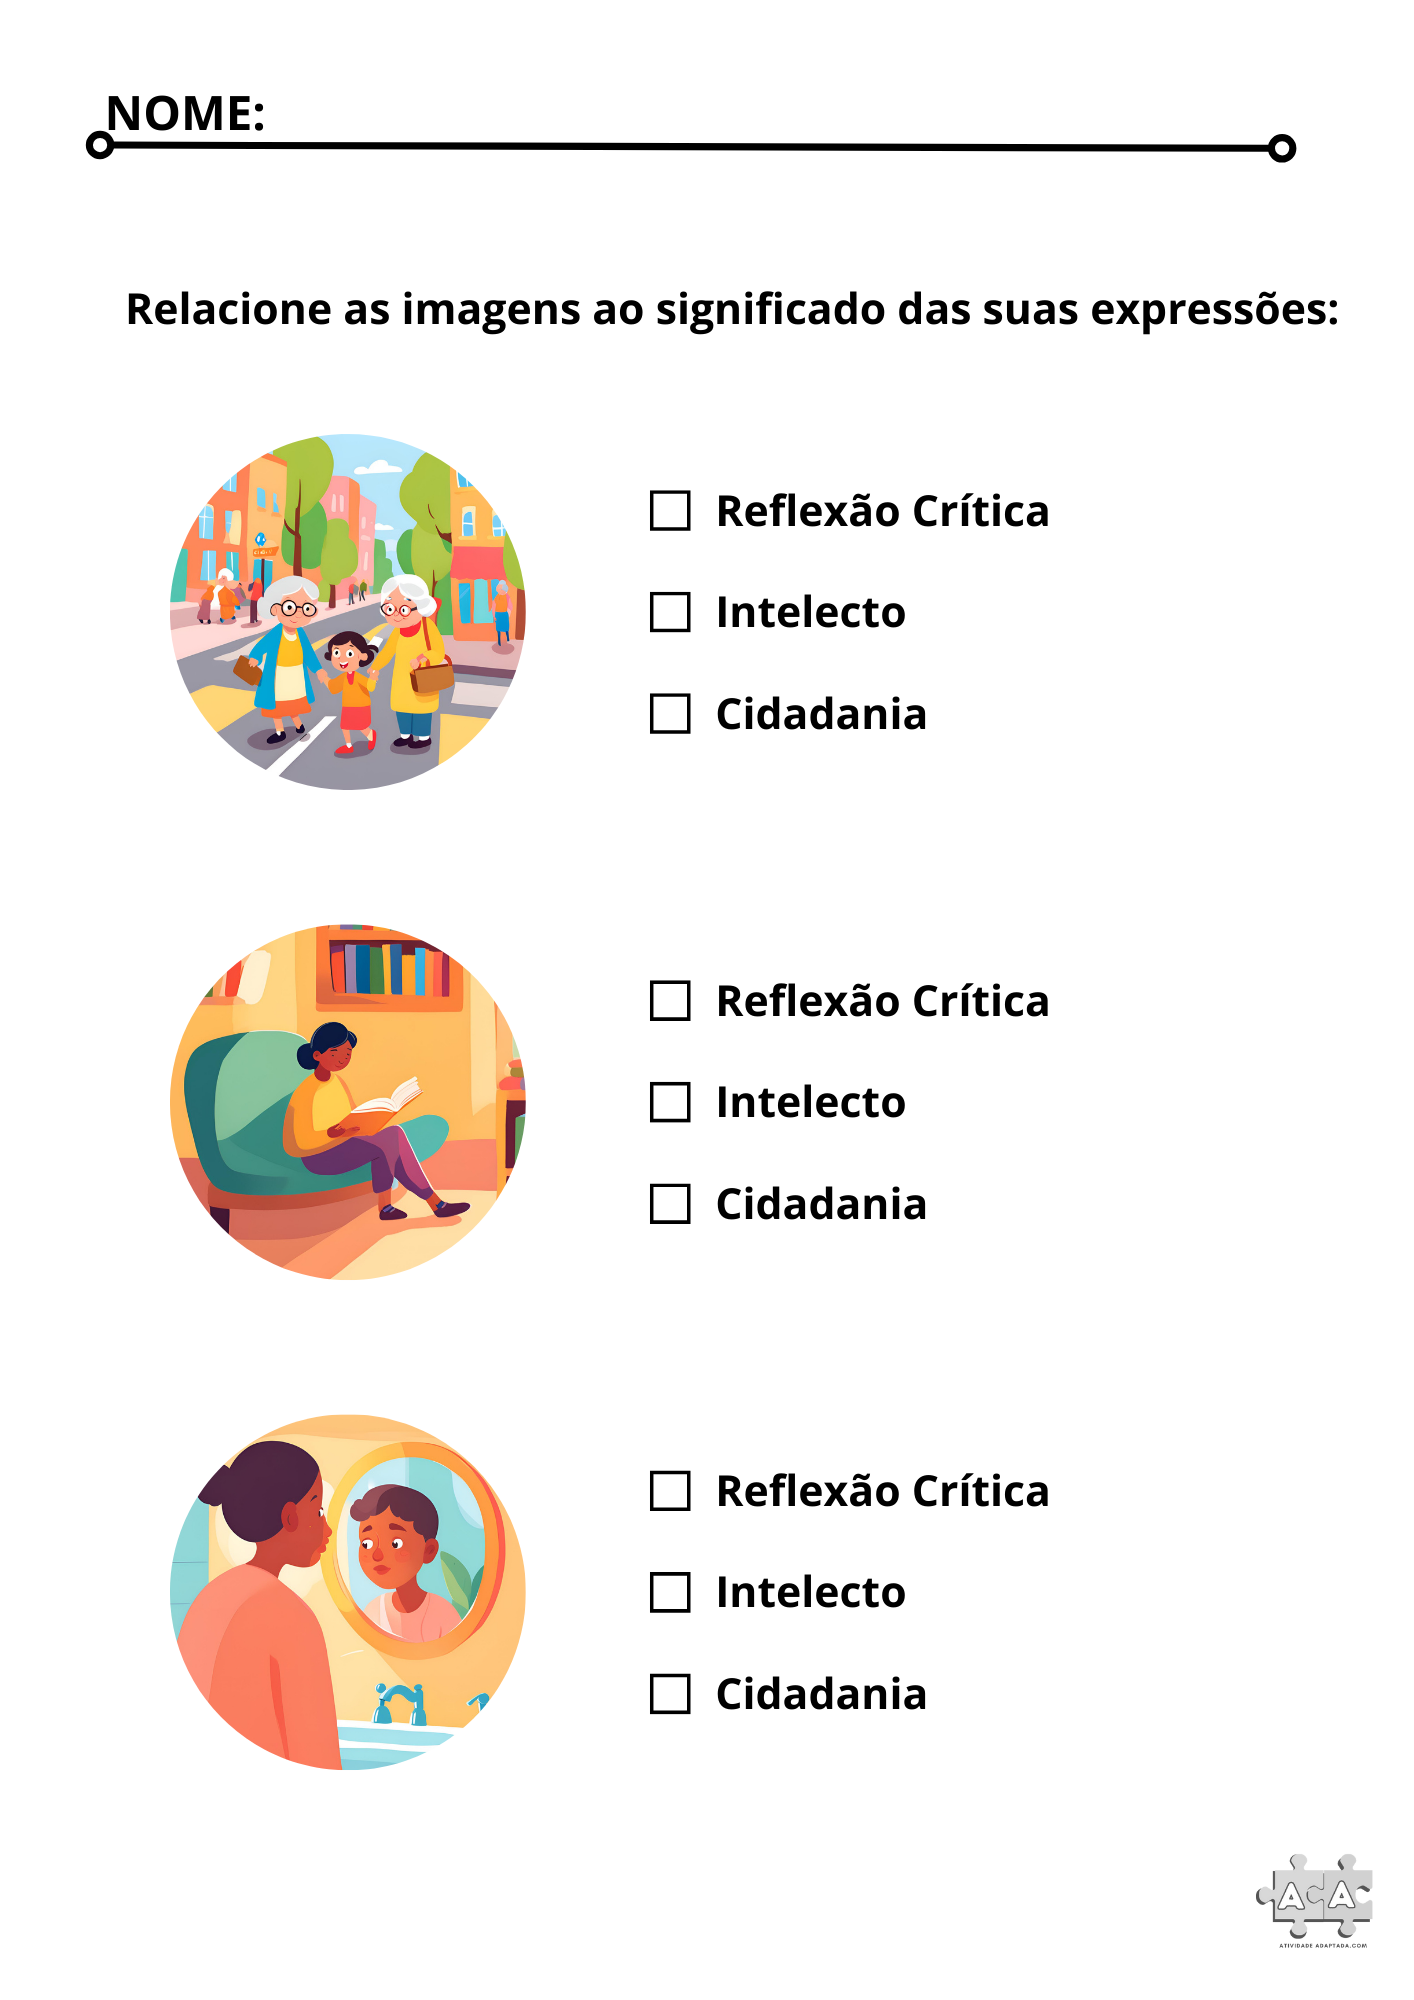 NOME:
Relacione as imagens ao significado das suas expressões:
Reflexão Crítica
Intelecto
Cidadania
Reflexão Crítica
Intelecto
Cidadania
Reflexão Crítica
Intelecto
Cidadania
A A
ATIVIDADE ADAPTADA.COM